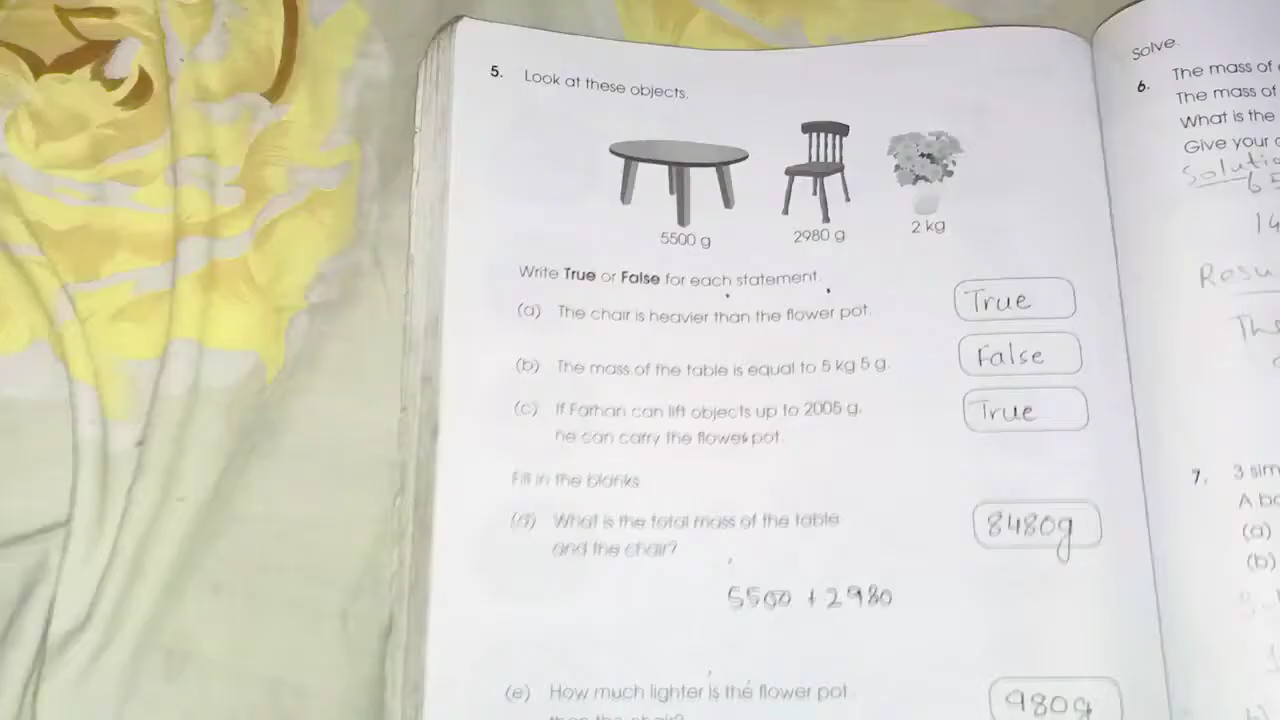 5. Look at these objects.
5500 g
2980 g
2 kg
Write True or False for each statement.
(a) The chair is heavier than the flower pot.
True
(b) The mass of the table is equal to 5 kg 5 g.
False
(c) If Farhan can lift objects up to 2005 g,
he can carry the flower pot.
True
Fill in the blanks
(d) What is the total mass of the table
and the chair?
8480g
5500 + 2980
(e) How much lighter is the flower pot
than the chair?
980g
Solve.
6. The mass of
The mass of
What is the
Give your
14
7. 3 sim
A b
(a)
(b)